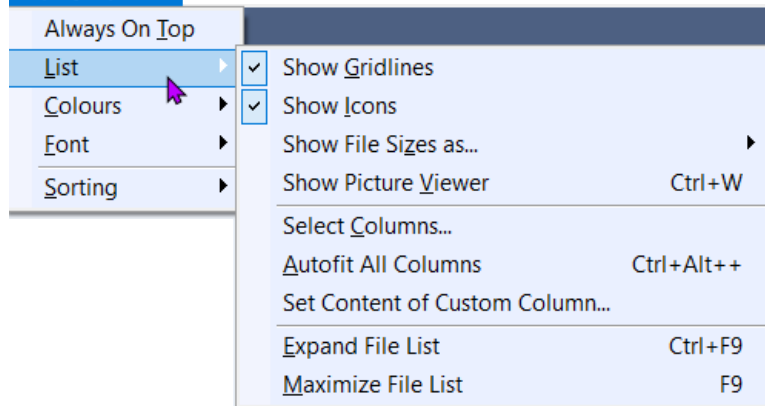 Always On Top
List
Colours
Font
Sorting
Show Gridlines
Show Icons
Show File Sizes as...
Show Picture Viewer Ctrl+W
Select Columns...
Autofit All Columns Ctrl+Alt++
Set Content of Custom Column...
Expand File List Ctrl+F9
Maximize File List F9